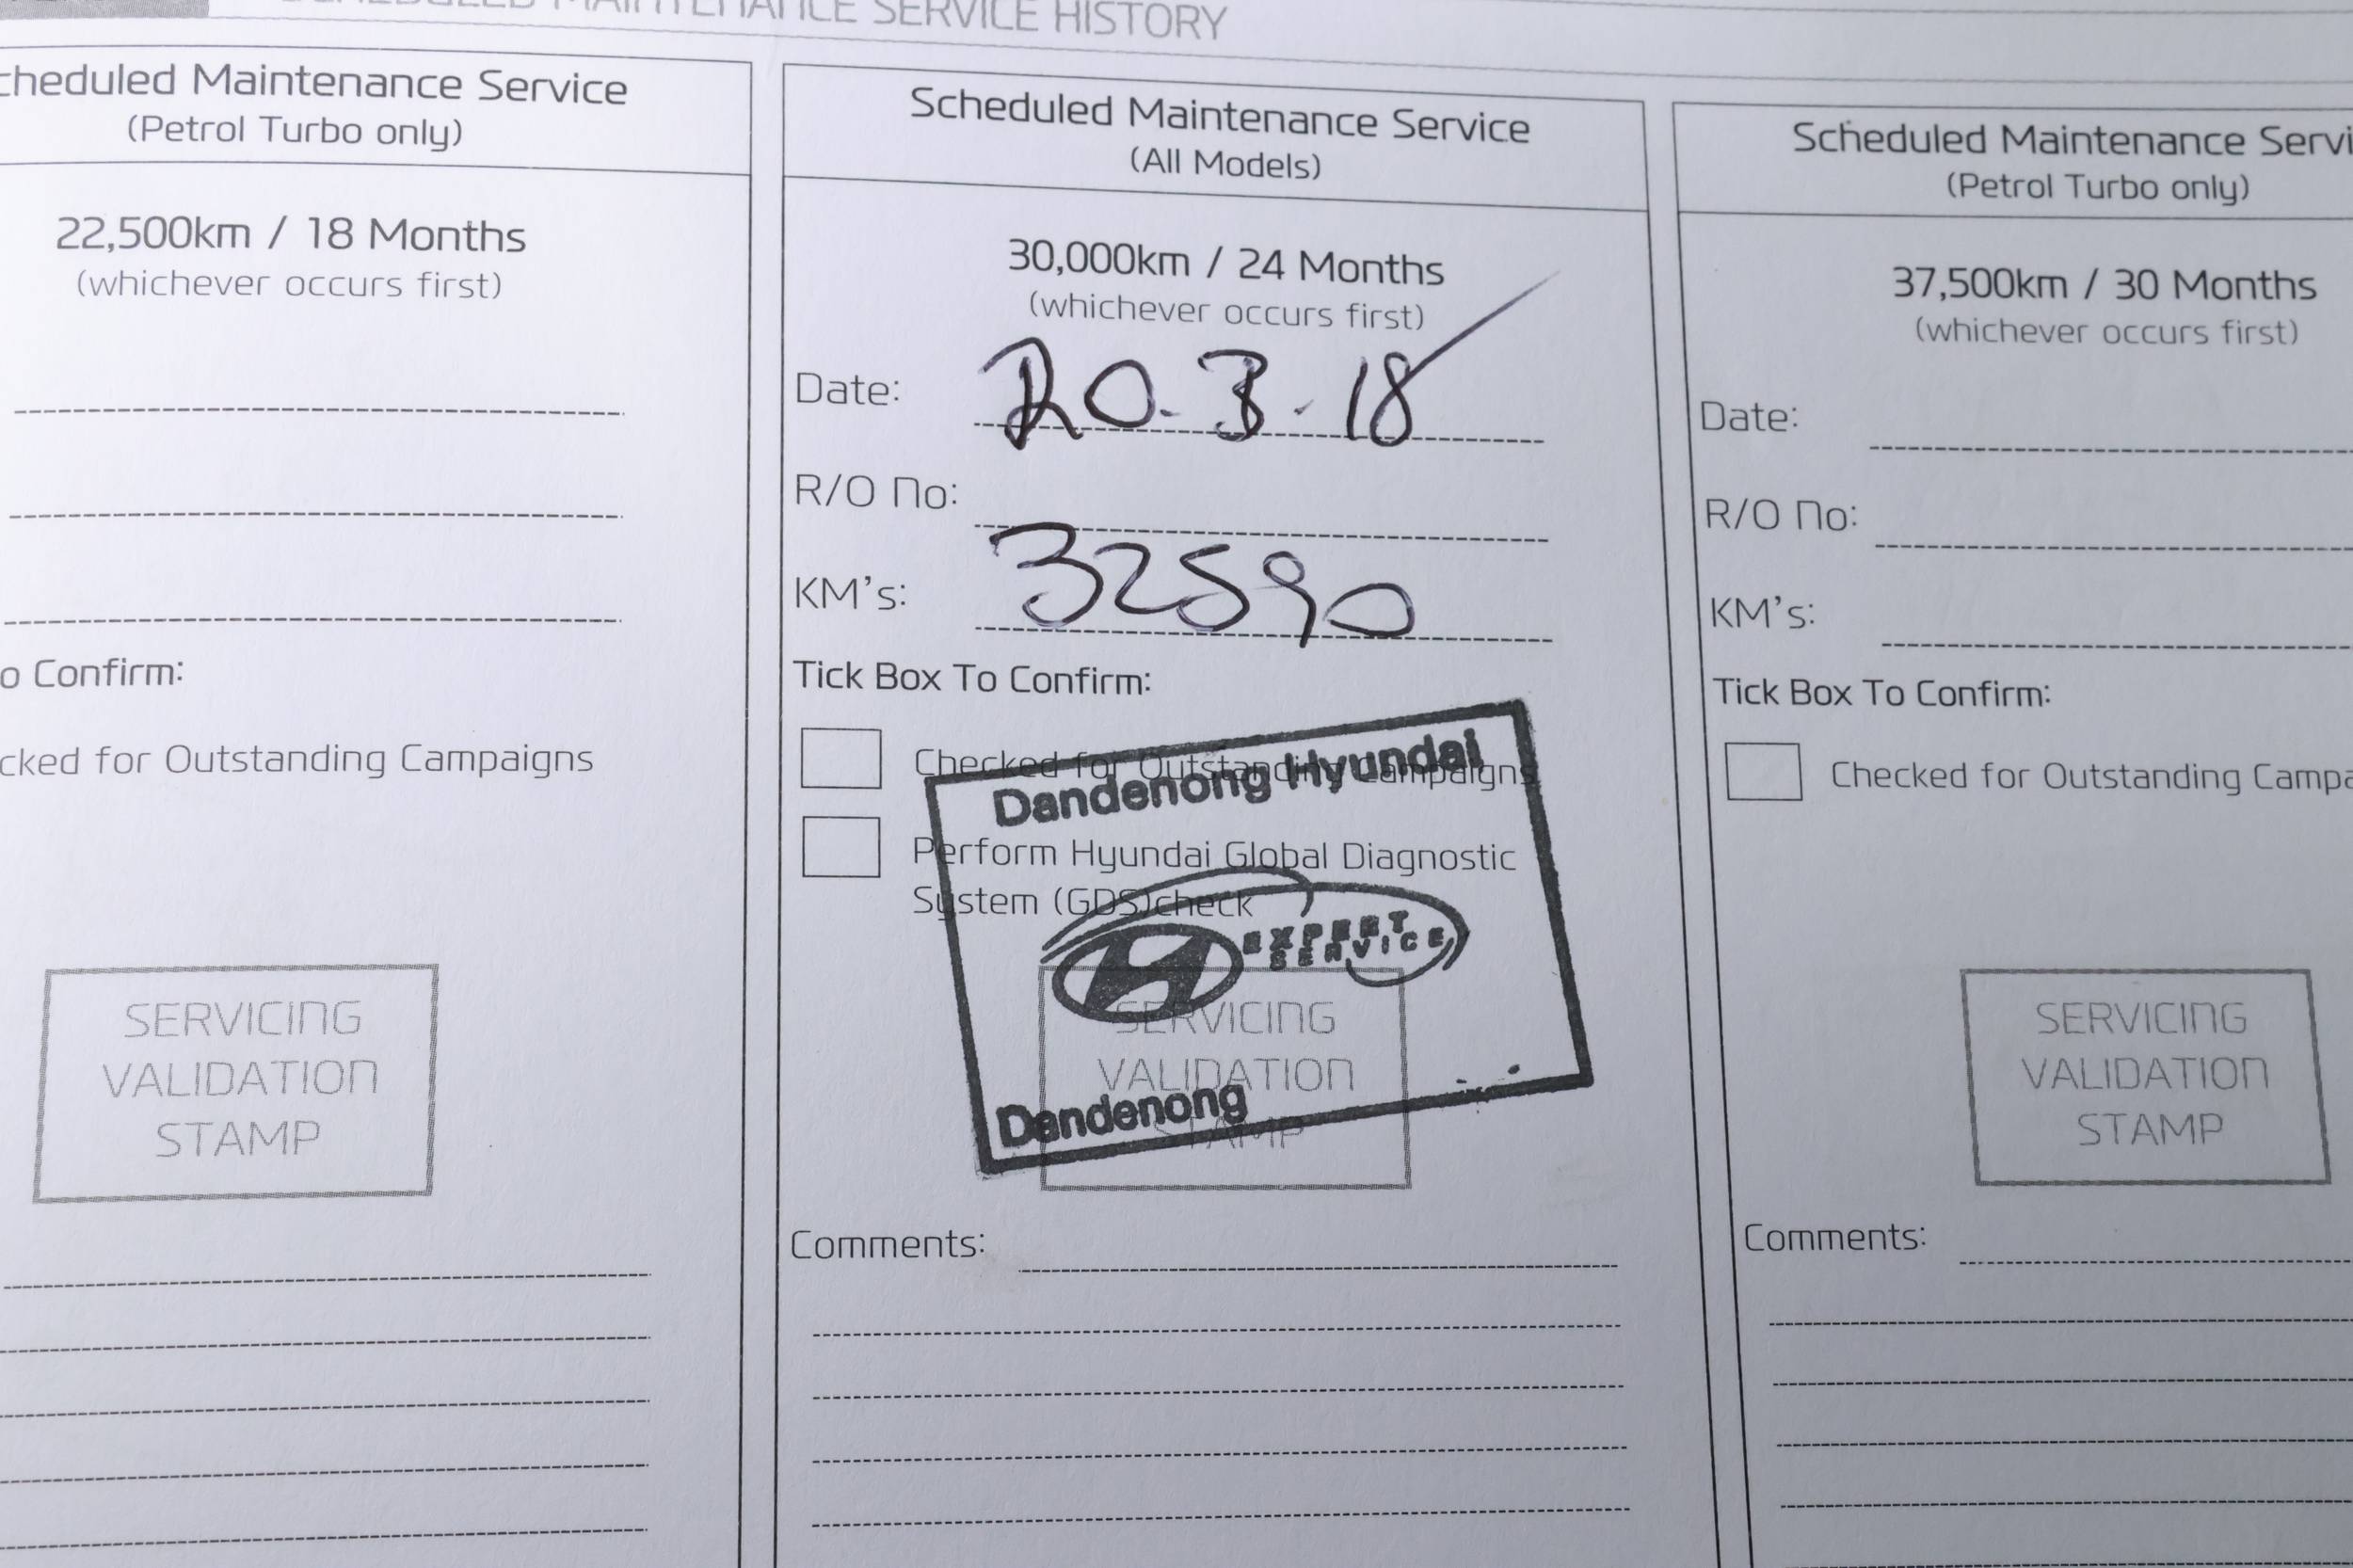 SCHEDULED MAINTENANCE SERVICE HISTORY
cheduled Maintenance Service
(Petrol Turbo only)
22,500km / 18 Months
(whichever occurs first)
o Confirm:
cked for Outstanding Campaigns
SERVICING
VALIDATION
STAMP
Scheduled Maintenance Service
(All Models)
30,000km / 24 Months
(whichever occurs first)
Date: 20.3.18
R/O No:
KM's: 32590
Tick Box To Confirm:
Checked for Outstanding Campaigns
Dandenong Hyundai
Perform Hyundai Global Diagnostic
System (GDS)check
EXPERT
SERVICE
SERVICING
VALIDATION
STAMP
Dandenong
Comments:
Scheduled Maintenance Servi
(Petrol Turbo only)
37,500km / 30 Months
(whichever occurs first)
Date:
R/O No:
KM's:
Tick Box To Confirm:
Checked for Outstanding Campa
SERVICING
VALIDATION
STAMP
Comments: